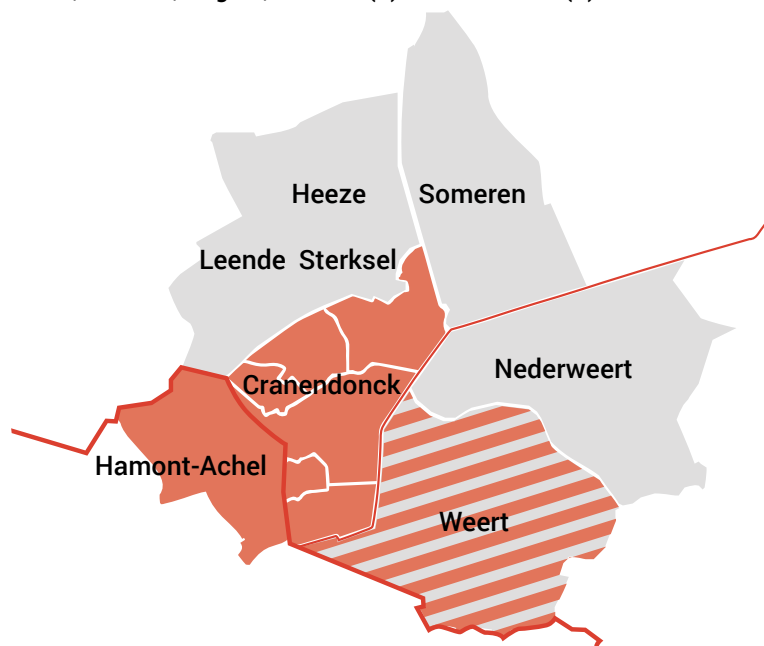 Heeze
Someren
Leende Sterksel
Nederweert
Cranendonck
Hamont-Achel
Weert